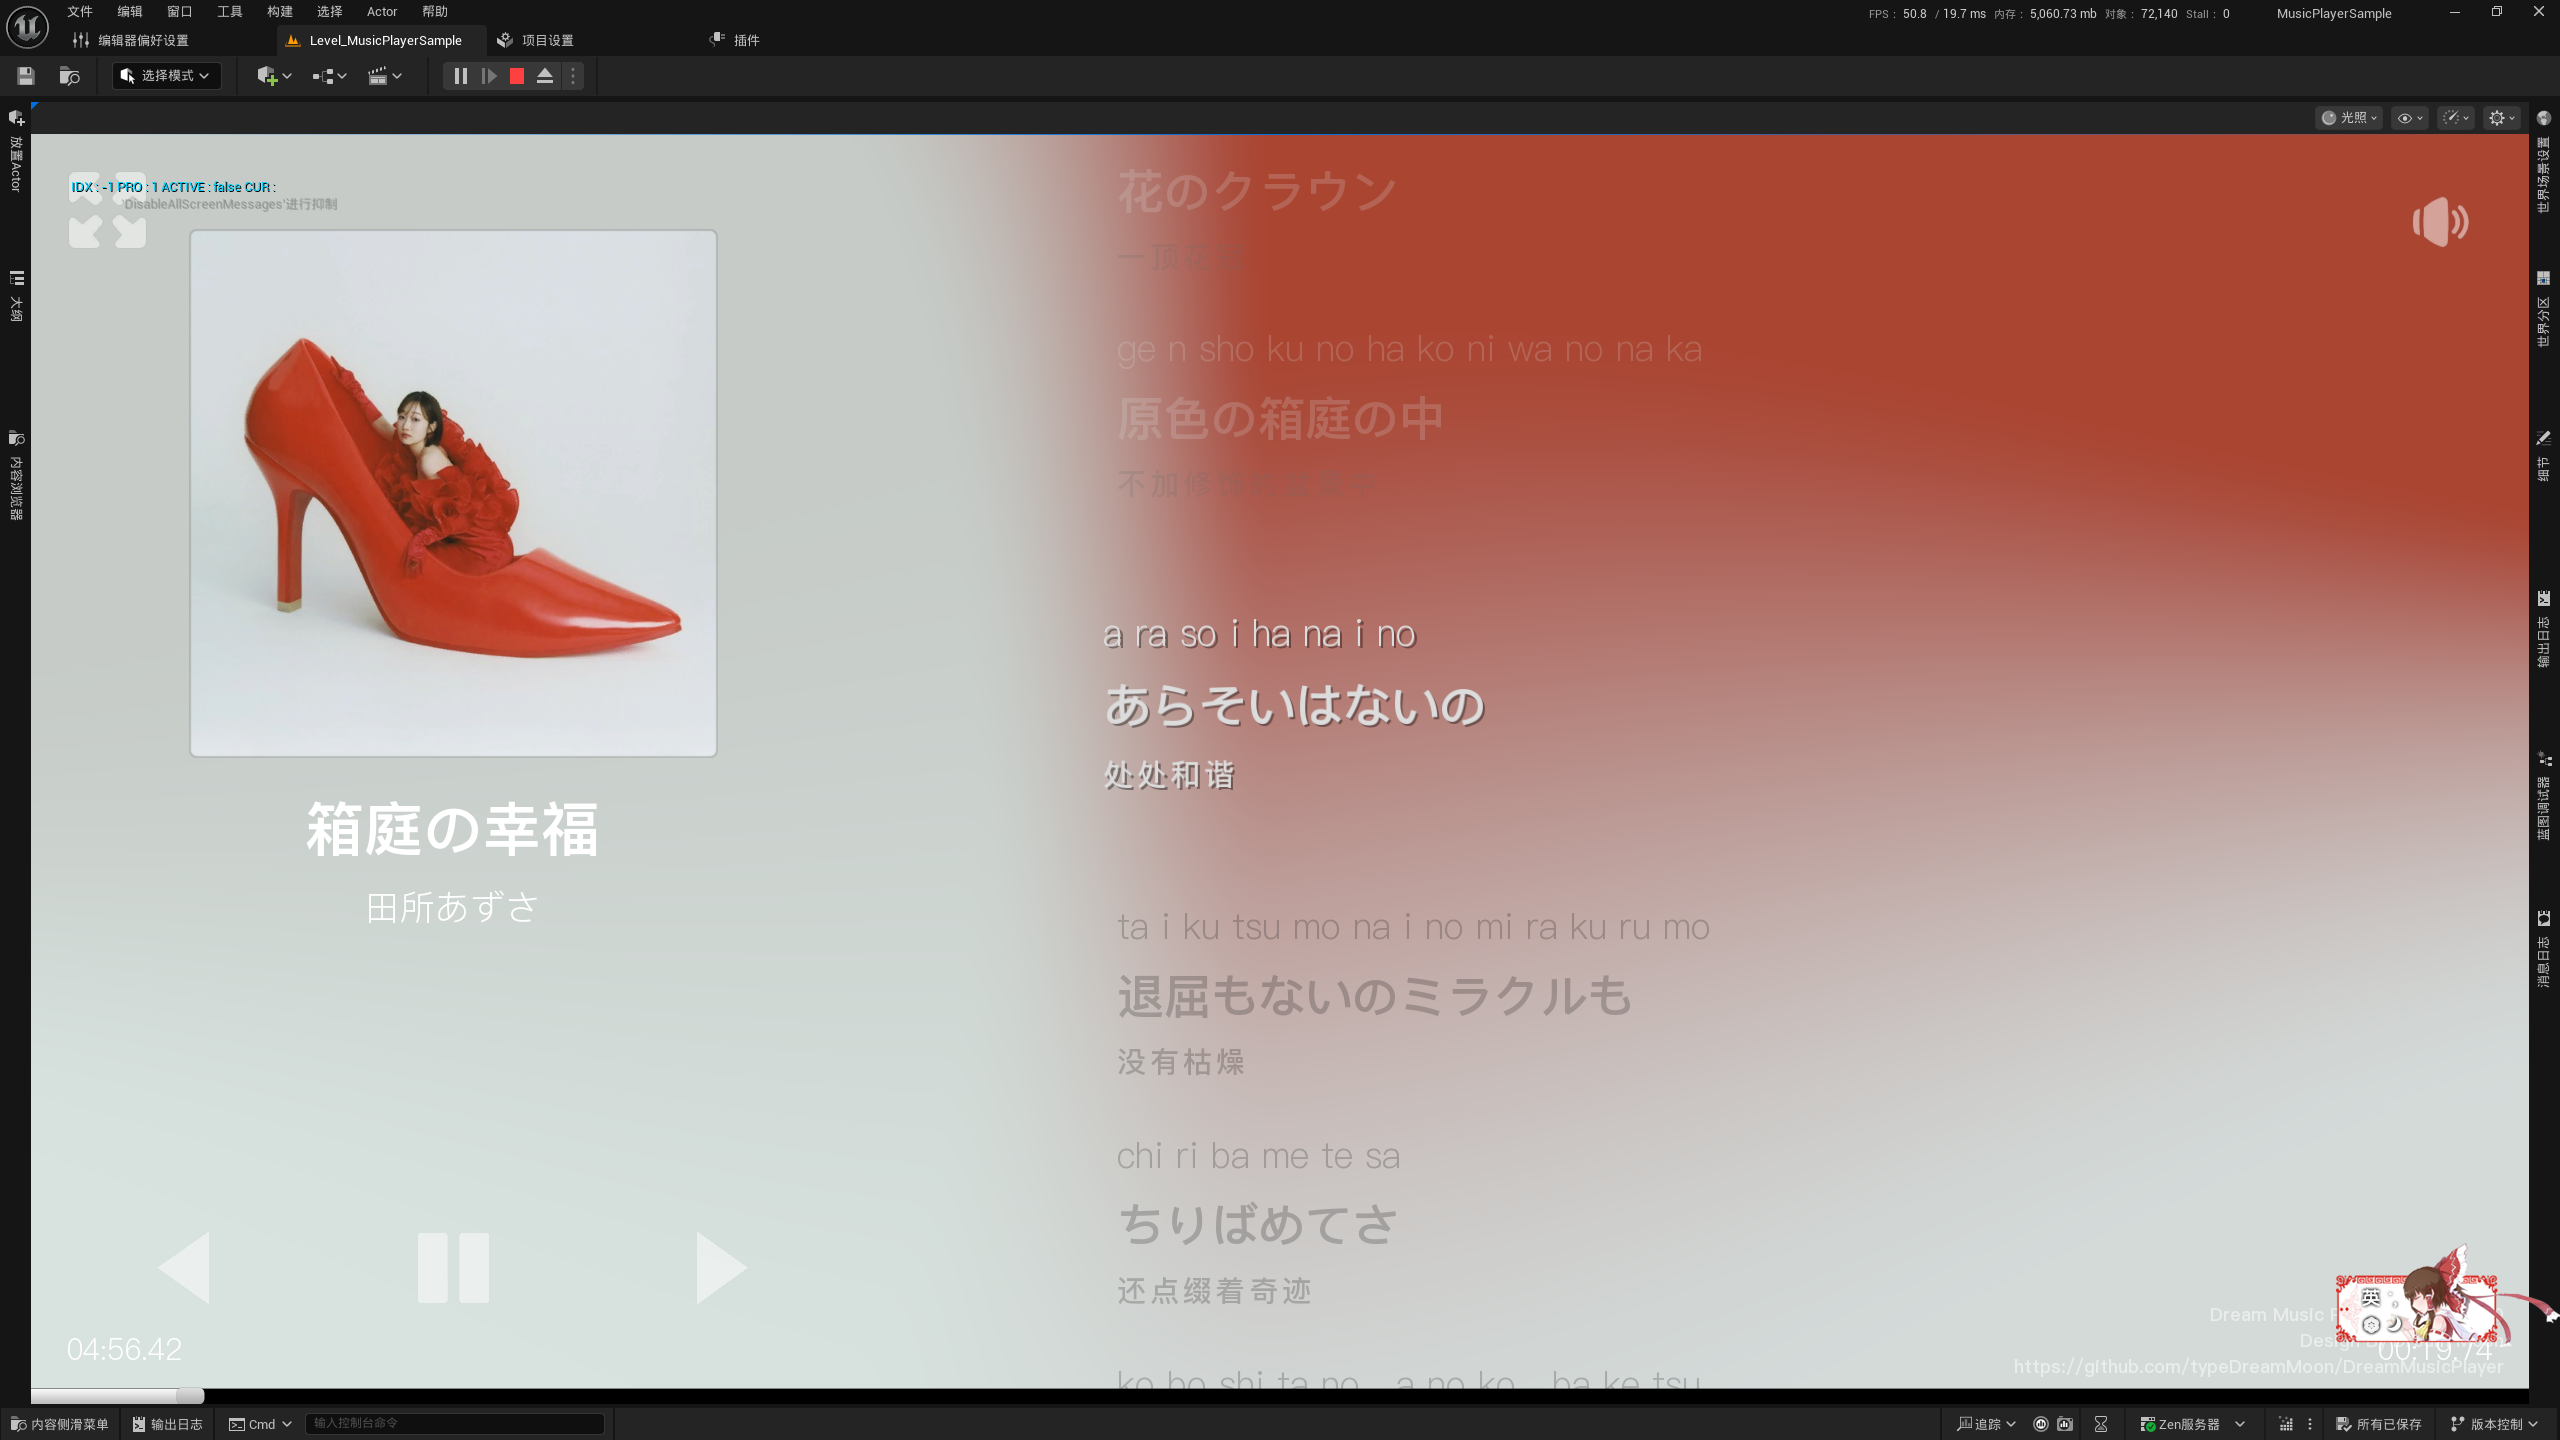 文件 编辑 窗口 工具 构建 选择 Actor 帮助
FPS : 50.8 / 19.7 ms 内存 : 5,060.73 mb 对象 : 72,140 Stall : 0
MusicPlayerSample
编辑器偏好设置
Level_MusicPlayerSample
项目设置
插件
选择模式
光照
放置Actor
大纲
内容浏览器
IDX : -1 PRO : 1 ACTIVE : false CUR :
'DisableAllScreenMessages'进行抑制
箱庭の幸福
田所あずさ
04:56.42
花のクラウン
一顶
ge n sho ku no ha ko ni wa no na ka
原色の箱庭の中
不加修饰的
a ra so i ha na i no
あらそいはないの
处处和谐
ta i ku tsu mo na i no mi ra ku ru mo
退屈もないのミラクルも
没有枯燥
chi ri ba me te sa
ちりばめてさ
还点缀着奇迹
ko bo shi ta no a no ko ba ke tsu
英
Dream Music
https://github.com/typeDreamMoon/DreamMusicPlayer
00:19.74
世界场景设置
世界分区
细节
输出日志
蓝图调试器
消息日志
内容侧滑菜单
输出日志
Cmd
输入控制台命令
追踪
Zen服务器
所有已保存
版本控制